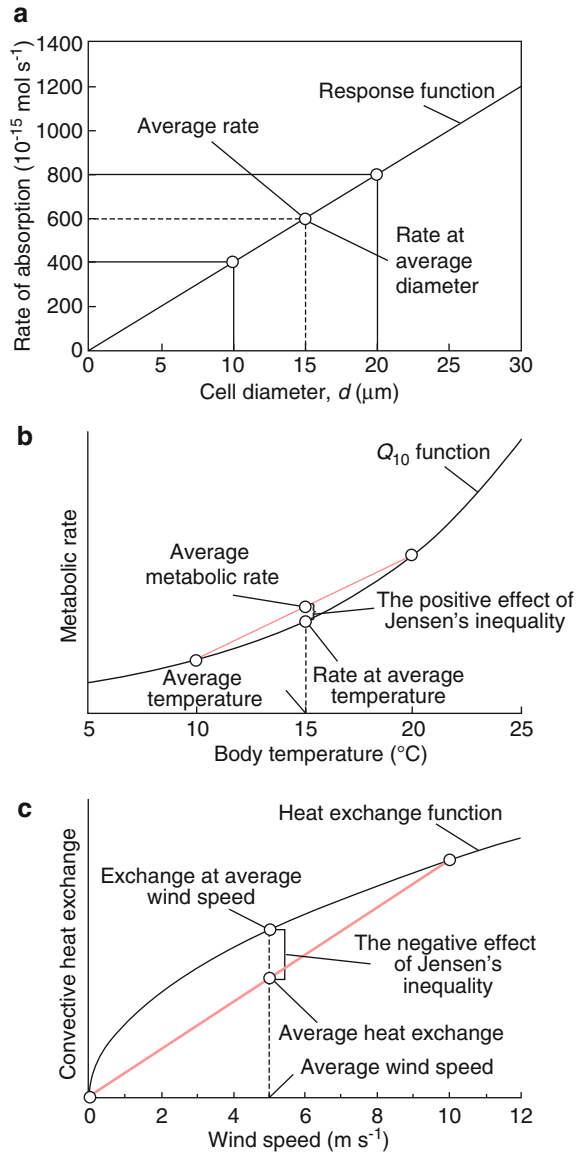 a
1400
1200
1000
800
600
400
200
0
Rate of absorption (10⁻¹⁵ mol s⁻¹)
Response function
Average rate
Rate at
average
diameter
0 5 10 15 20 25 30
Cell diameter, d (μm)
b
Metabolic rate
Q₁₀ function
Average
metabolic rate
The positive effect of
Jensen's inequality
Average
temperature
Rate at average
temperature
5 10 15 20 25
Body temperature (°C)
c
Convective heat exchange
Heat exchange function
Exchange at average
wind speed
The negative effect
of Jensen's
inequality
Average heat exchange
Average wind speed
0 2 4 6 8 10 12
Wind speed (m s⁻¹)